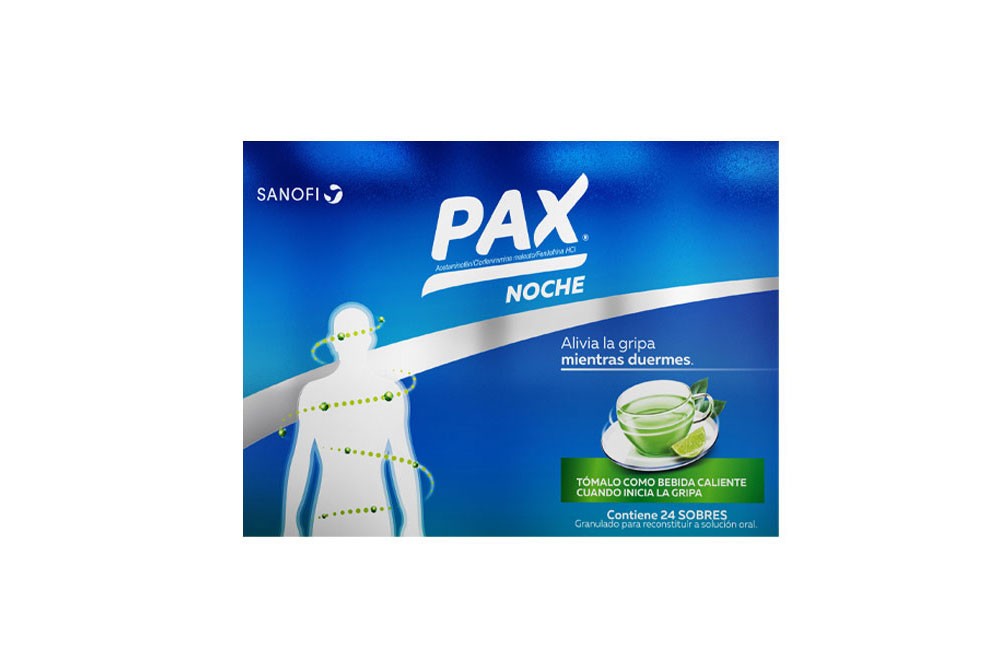 SANOFI
PAX®
Acetaminofén/Clorfeniramina maleato/Fenilefrina HCl
NOCHE
Alivia la gripa
mientras duermes.
TÓMALO COMO BEBIDA CALIENTE
CUANDO INICIA LA GRIPA
Contiene 24 SOBRES
Granulado para reconstituir a solución oral.